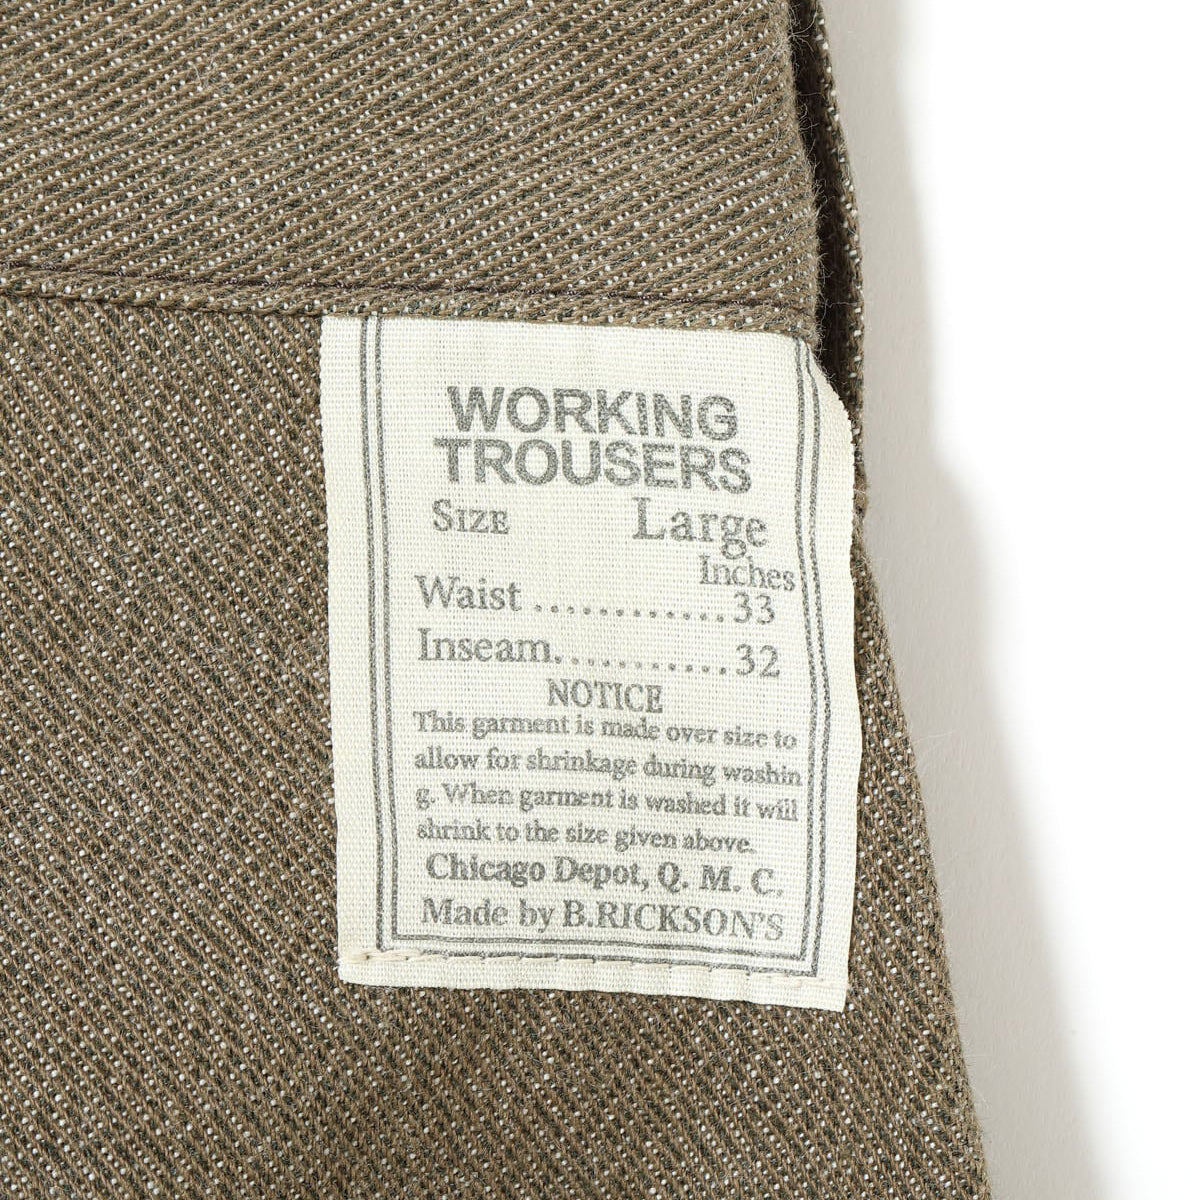 WORKING
TROUSERS
SIZE Large
Inches
Waist ............33
Inseam............32
NOTICE
This garment is made over size to
allow for shrinkage during washin
g. When garment is washed it will
shrink to the size given above.
Chicago Depot, Q. M. C.
Made by B.RICKSON'S